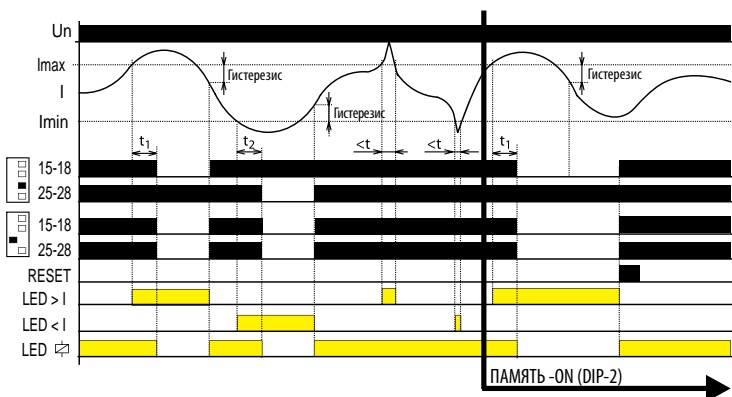 Un
Imax
I
Imin
Гистерезис
Гистерезис
Гистерезис
t1
t2
<t
<t
t1
15-18
25-28
15-18
25-28
RESET
LED > I
LED < I
LED
ПАМЯТЬ -ON (DIP-2)